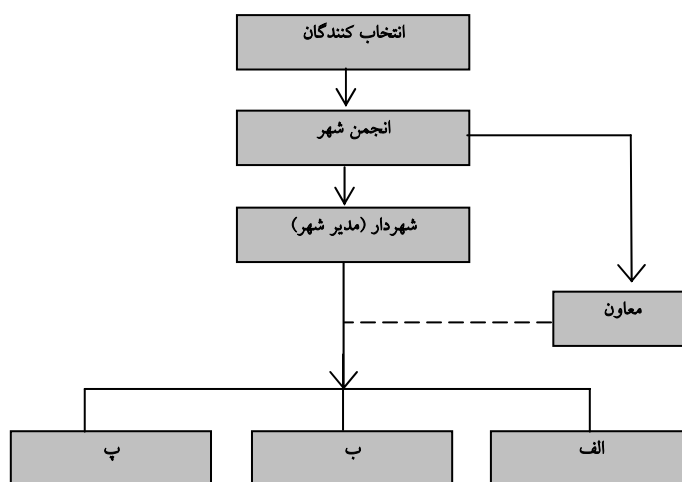 انتخاب کنندگان
انجمن شهر
شهردار (مدیر شهر)
معاون
الف
ب
پ